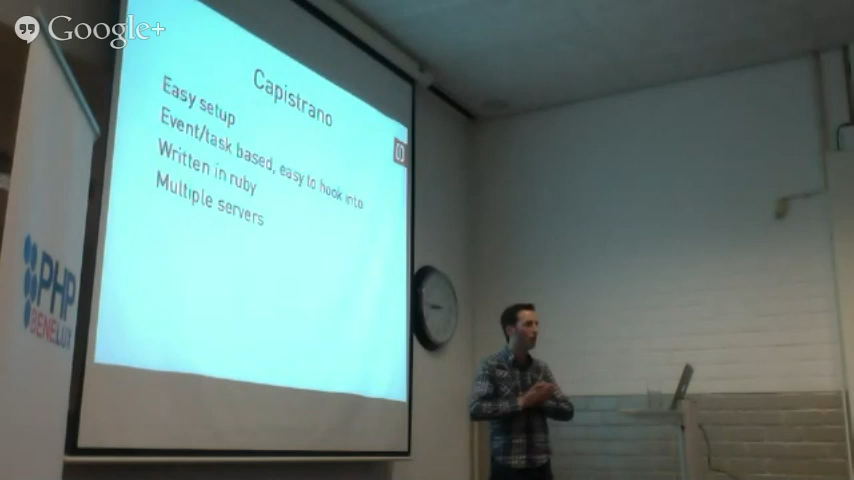 Google+
Capistrano
Easy setup
Event/task based, easy to hook into
Written in ruby
Multiple servers
PHP
BENELUX